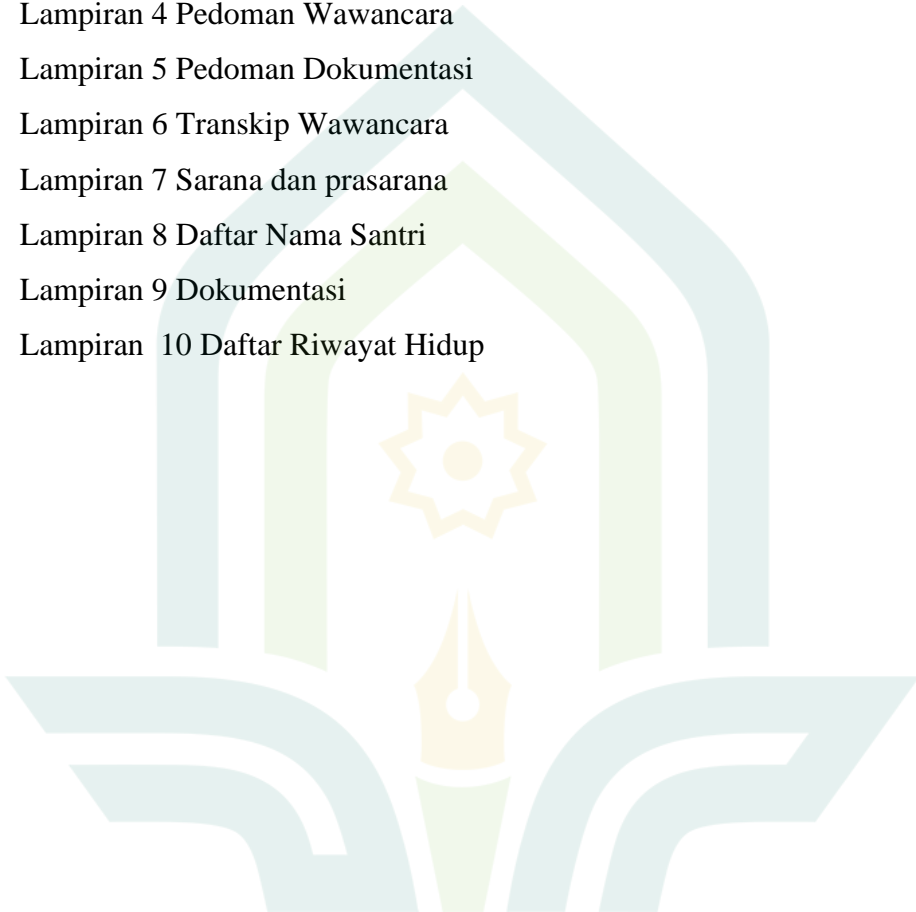 Lampiran 4 Pedoman Wawancara
Lampiran 5 Pedoman Dokumentasi
Lampiran 6 Transkip Wawancara
Lampiran 7 Sarana dan prasarana
Lampiran 8 Daftar Nama Santri
Lampiran 9 Dokumentasi
Lampiran  10 Daftar Riwayat Hidup